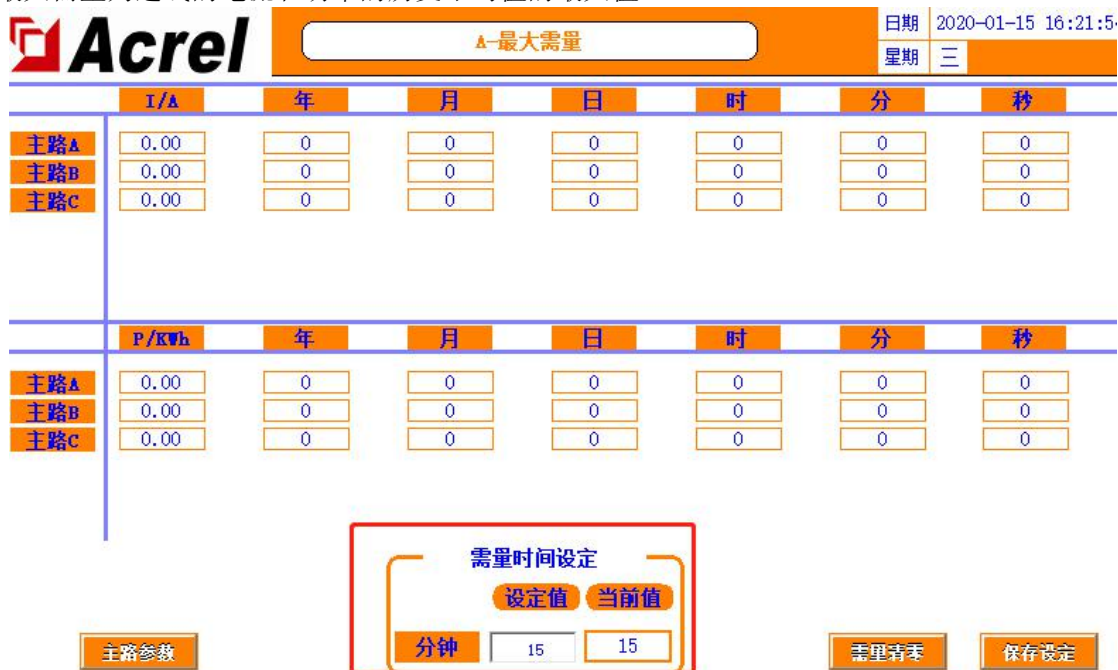 Acrel
A-最大需量
日期 2020-01-15 16:21:5
星期 三
I/A 年 月 日 时 分 秒
主路A 0.00 0 0 0 0 0 0
主路B 0.00 0 0 0 0 0 0
主路C 0.00 0 0 0 0 0 0
P/KWh 年 月 日 时 分 秒
主路A 0.00 0 0 0 0 0 0
主路B 0.00 0 0 0 0 0 0
主路C 0.00 0 0 0 0 0 0
需量时间设定
设定值 当前值
分钟 15 15
主路参数 需量清零 保存设定